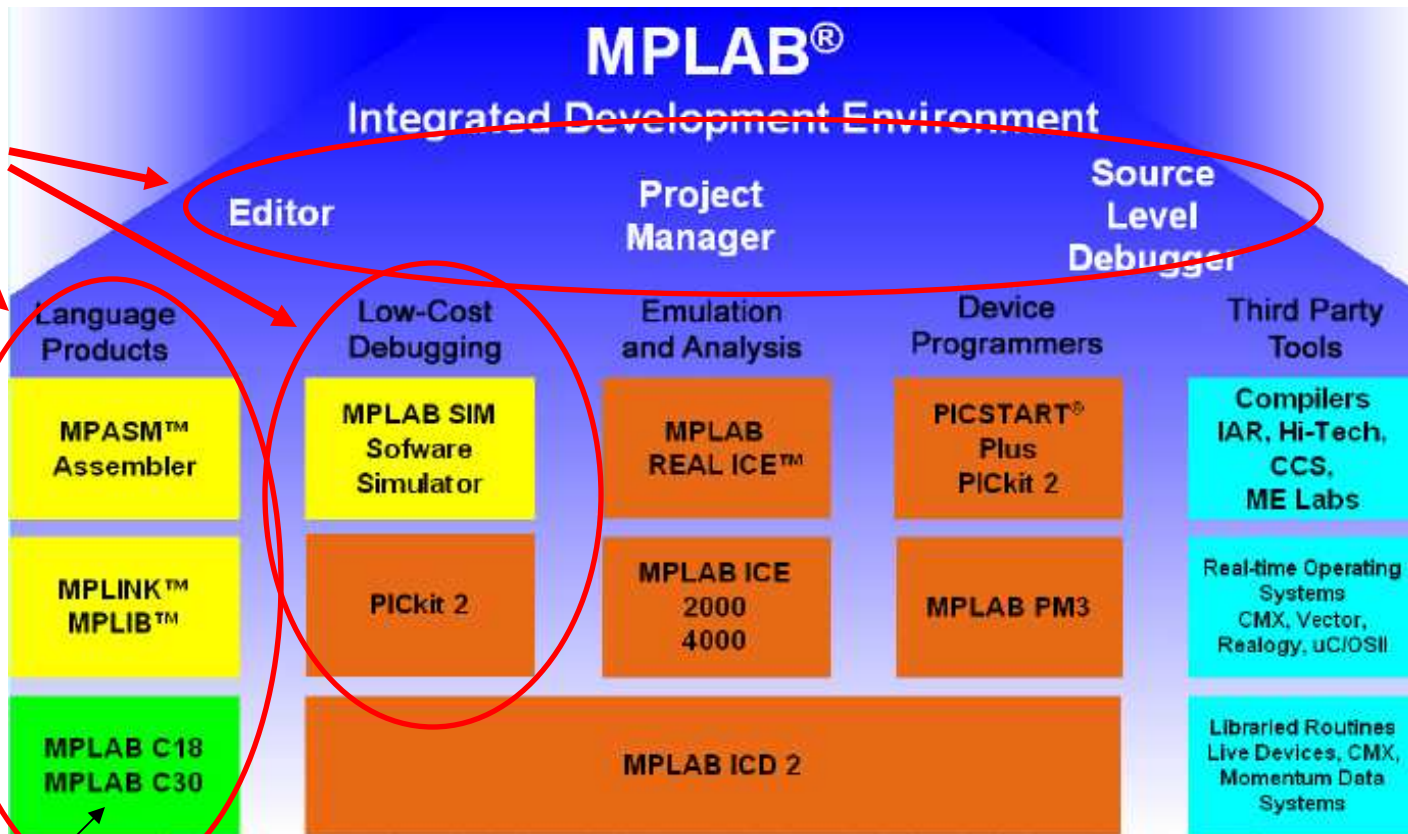 MPLAB®
Integrated Development Environment
Editor
Project
Manager
Source
Level
Debugger
Language
Products
Low-Cost
Debugging
Emulation
and Analysis
Device
Programmers
Third Party
Tools
MPASM™
Assembler
MPLAB SIM
Sofware
Simulator
MPLAB
REAL ICE™
PICSTART®
Plus
PICkit 2
Compilers
IAR, Hi-Tech,
CCS,
ME Labs
MPLINK™
MPLIB™
PICkit 2
MPLAB ICE
2000
4000
MPLAB PM3
Real-time Operating
Systems
CMX, Vector,
Realogy, uC/OSII
MPLAB C18
MPLAB C30
MPLAB ICD 2
Libraried Routines
Live Devices, CMX,
Momentum Data
Systems